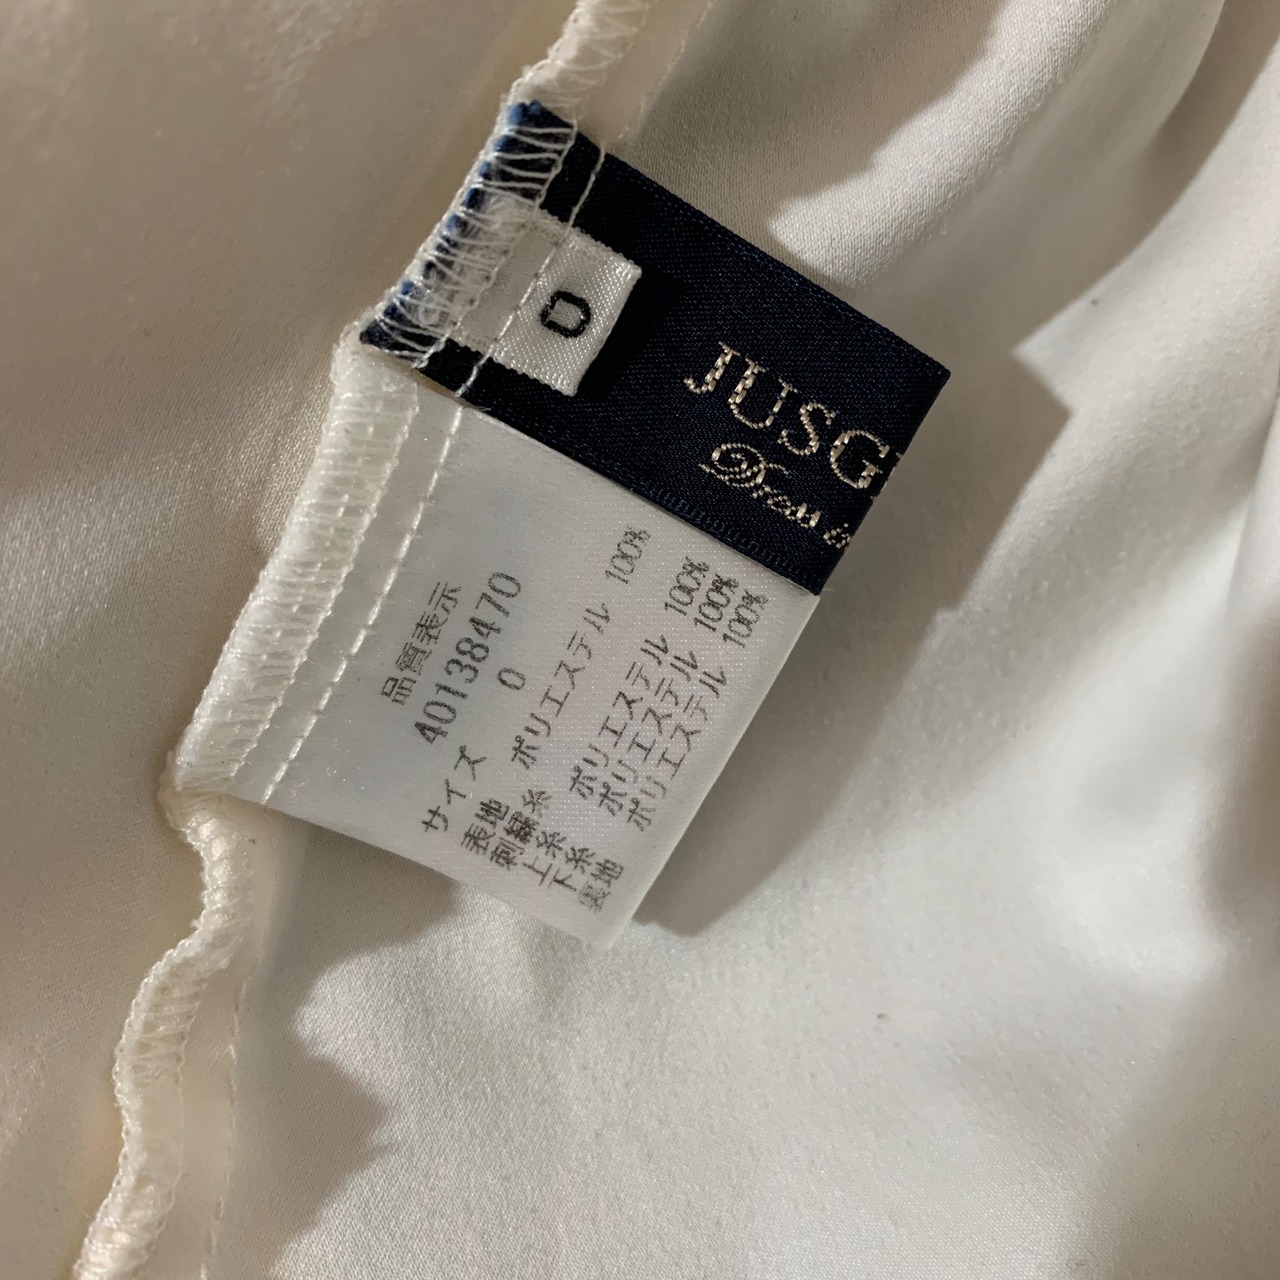 0
JUSG
Dress
品質表示
40138470
サイズ 0
表地 ポリエステル 100%
刺繍糸
上糸 ポリエステル 100%
下糸 ポリエステル 100%
裏地 ポリエステル 100%